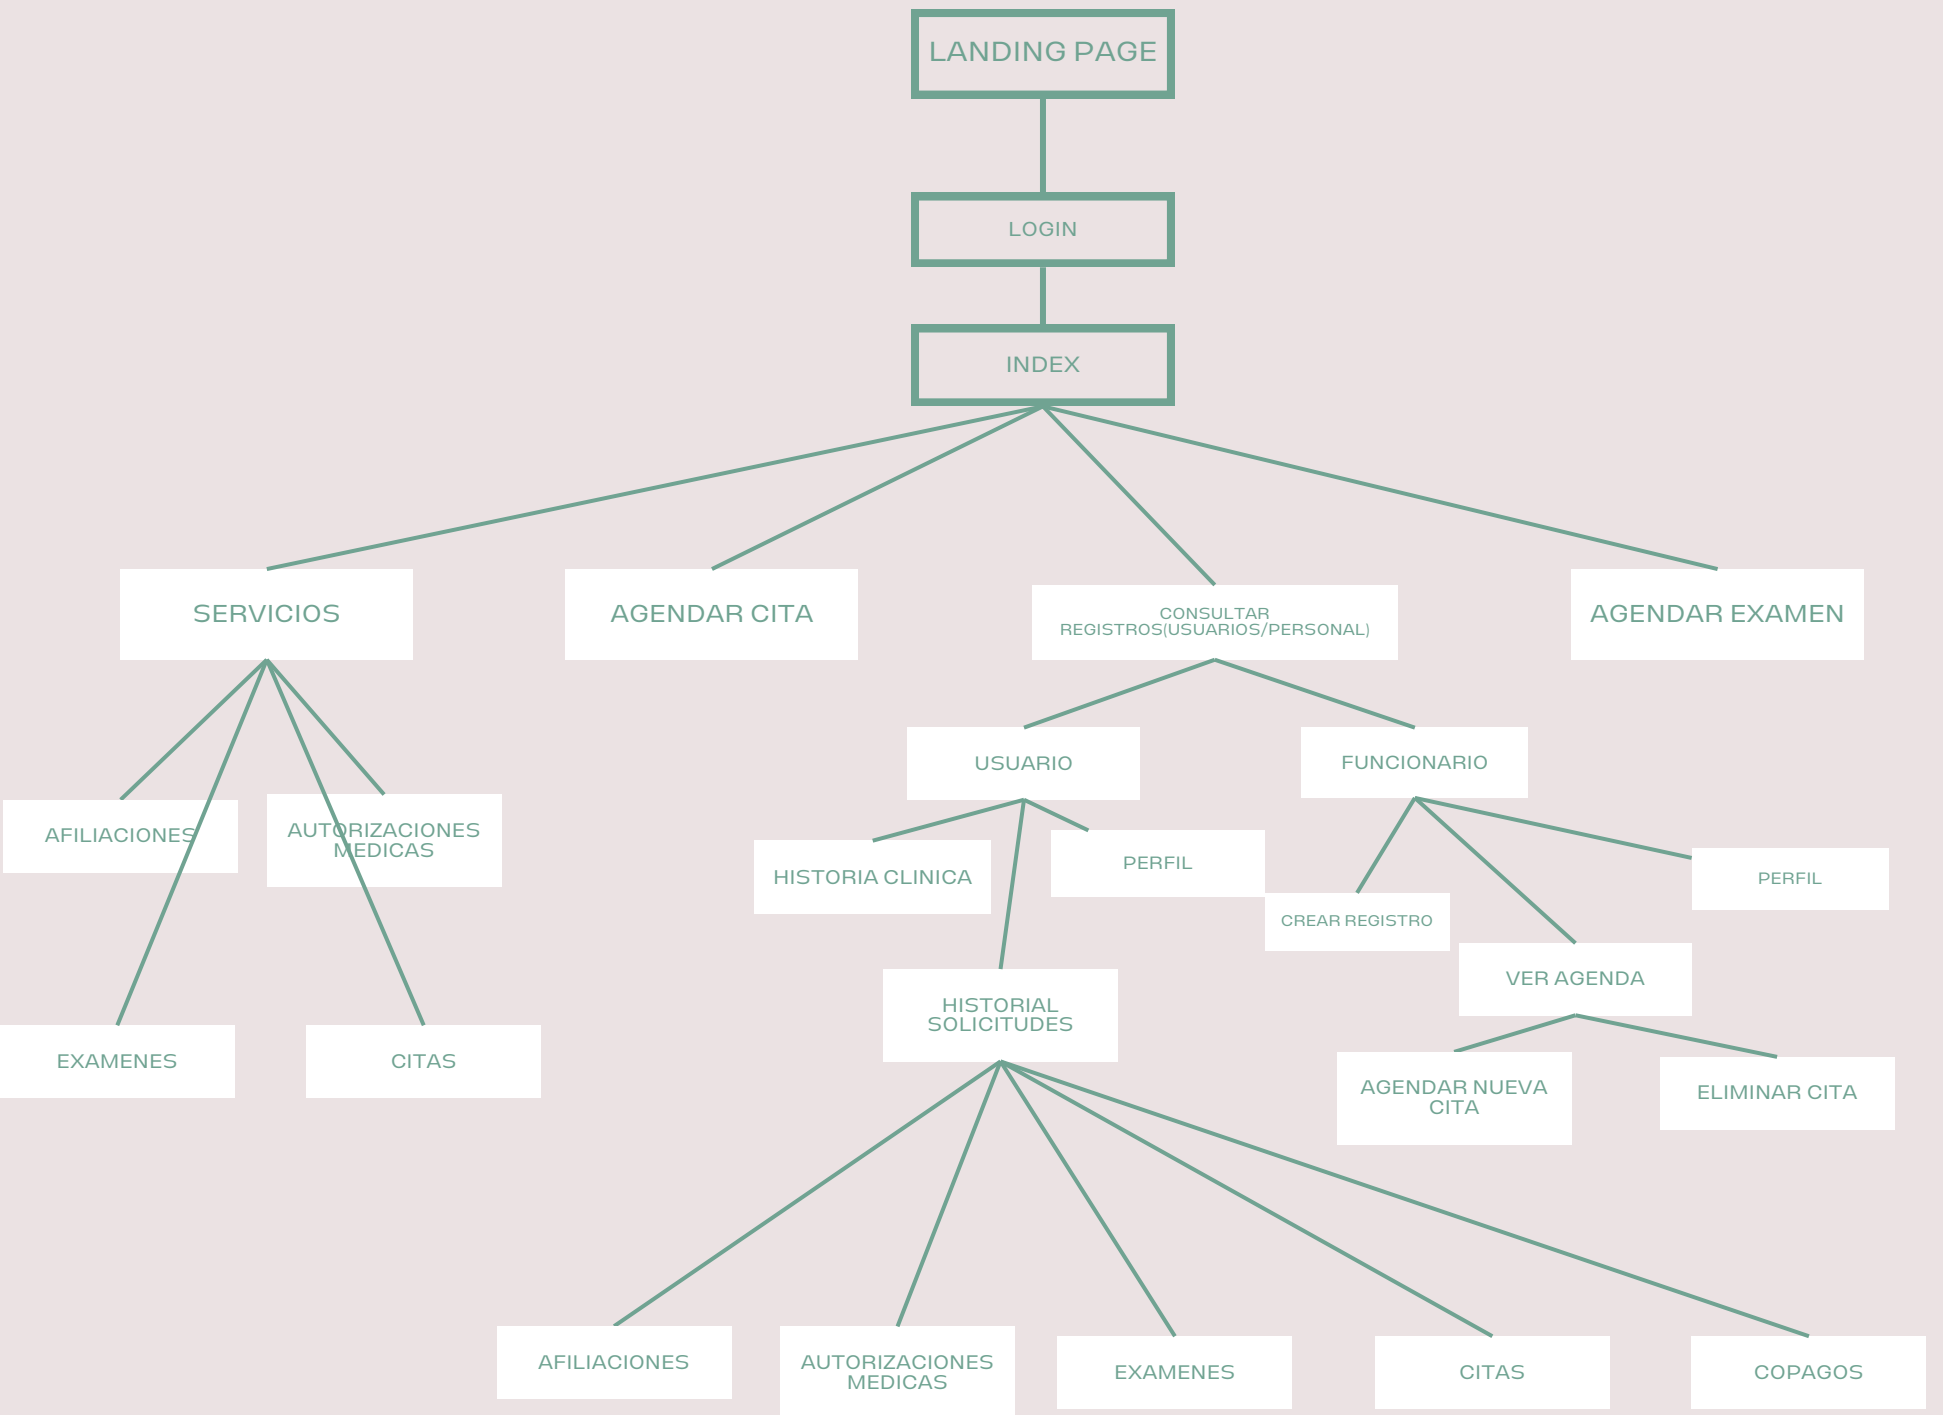 LANDING PAGE
LOGIN
INDEX
SERVICIOS
AGENDAR CITA
CONSULTAR
REGISTROS(USUARIOS/PERSONAL)
AGENDAR EXAMEN
USUARIO
FUNCIONARIO
AFILIACIONES
AUTORIZACIONES
MEDICAS
HISTORIA CLINICA
PERFIL
CREAR REGISTRO
PERFIL
VER AGENDA
HISTORIAL
SOLICITUDES
EXAMENES
CITAS
AGENDAR NUEVA
CITA
ELIMINAR CITA
AFILIACIONES
AUTORIZACIONES
MEDICAS
EXAMENES
CITAS
COPAGOS